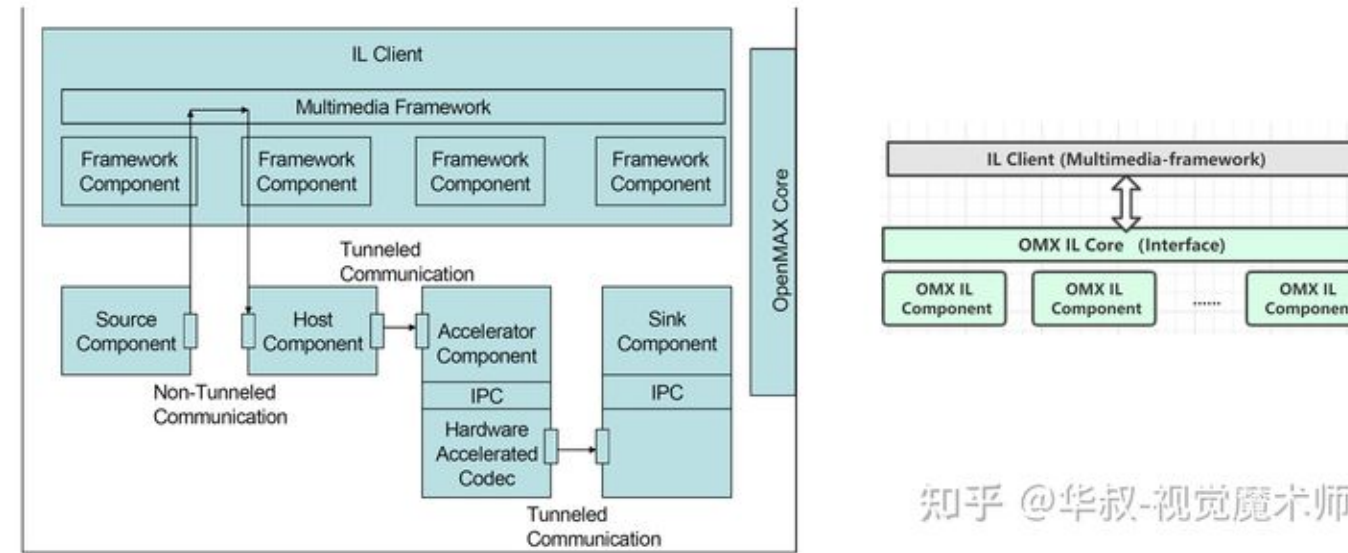 IL Client
Multimedia Framework
Framework
Component
Framework
Component
Framework
Component
Framework
Component
OpenMAX Core
Tunneled
Communication
Source
Component
Host
Component
Accelerator
Component
IPC
Hardware
Accelerated
Codec
Sink
Component
IPC
Non-Tunneled
Communication
Tunneled
Communication
IL Client (Multimedia-framework)
OMX IL Core (Interface)
OMX IL
Component
OMX IL
Component
......
OMX IL
Componen
知乎 @华叔-视觉魔术师